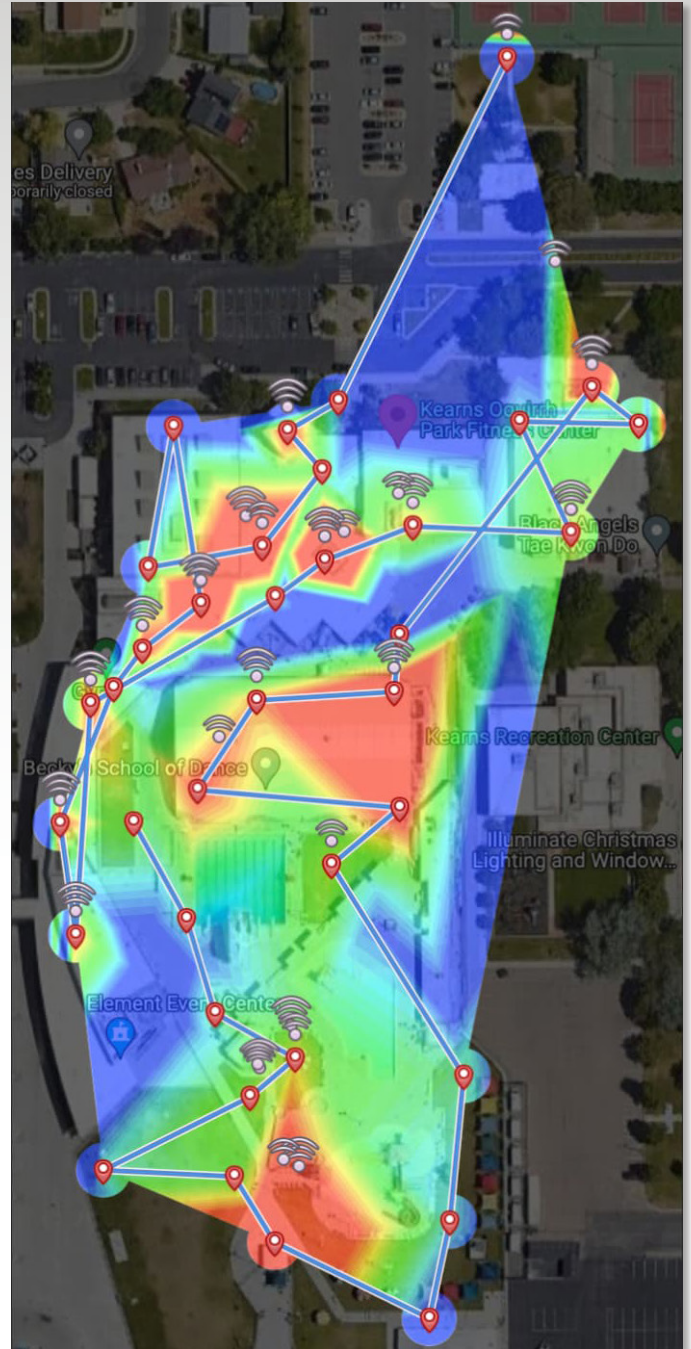 es Delivery
porarily closed
Kearns Oquirrh
Park Fitness Center
Black Angels
Tae Kwon Do
Kearns Recreation Center
Becky's School of Dance
Illuminate Christmas
Lighting and Window...
Element Event Center